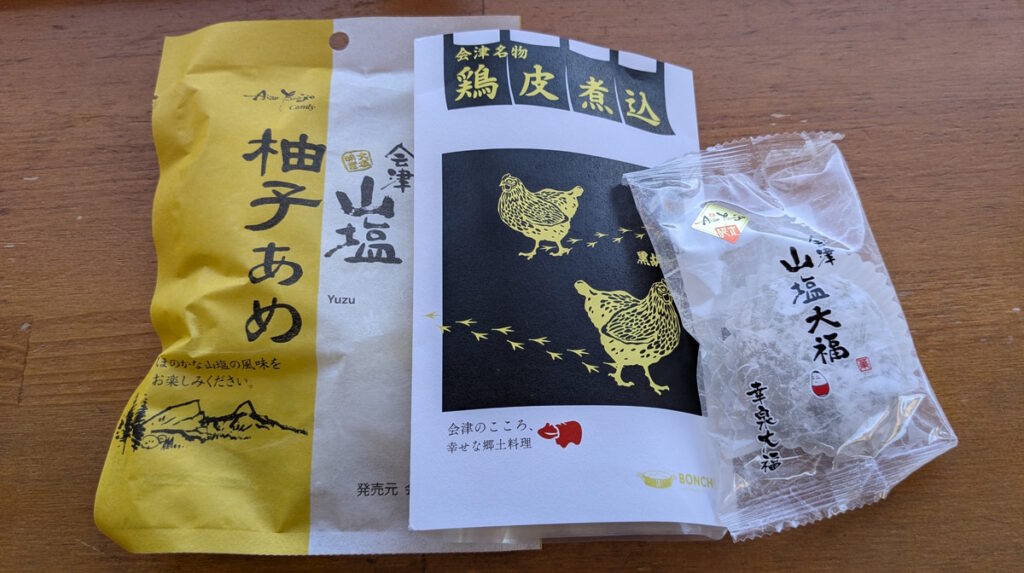 Candy
柚子あめ
会津
山塩
Yuzu
ほのかな山塩の風味を
お楽しみください。
発売元
会津名物
鶏皮煮込
会津のこころ、
幸せな郷土料理
会津
山塩大福
幸泉大福